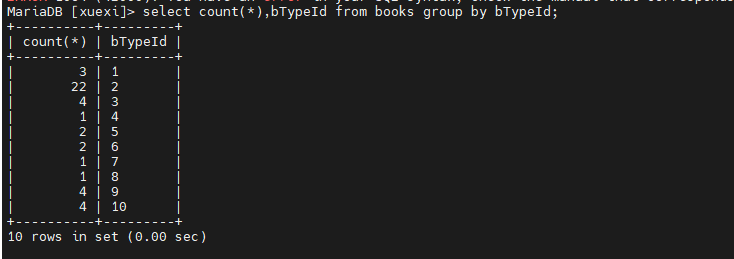 MariaDB [xuexi]> select count(*),bTypeId from books group by bTypeId;
+----------+---------+
| count(*) | bTypeId |
+----------+---------+
|        3 | 1       |
|       22 | 2       |
|        4 | 3       |
|        1 | 4       |
|        2 | 5       |
|        2 | 6       |
|        1 | 7       |
|        1 | 8       |
|        4 | 9       |
|        4 | 10      |
+----------+---------+
10 rows in set (0.00 sec)